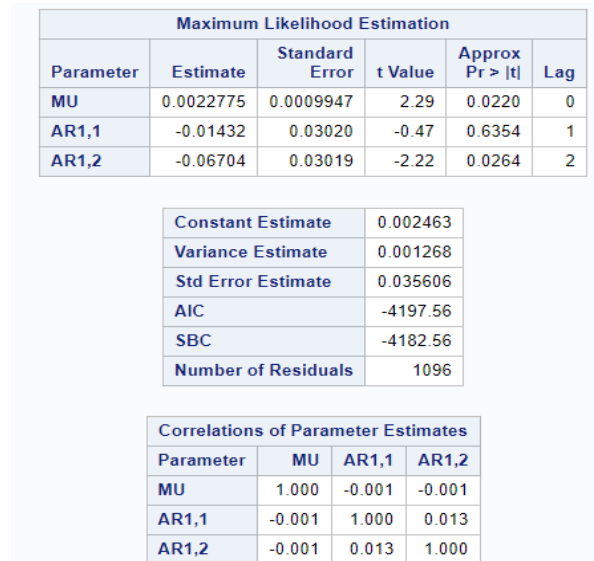 Maximum Likelihood Estimation
Parameter Estimate Standard Error t Value Approx Pr > |t| Lag
MU 0.0022775 0.0009947 2.29 0.0220 0
AR1,1 -0.01432 0.03020 -0.47 0.6354 1
AR1,2 -0.06704 0.03019 -2.22 0.0264 2
Constant Estimate 0.002463
Variance Estimate 0.001268
Std Error Estimate 0.035606
AIC -4197.56
SBC -4182.56
Number of Residuals 1096
Correlations of Parameter Estimates
Parameter MU AR1,1 AR1,2
MU 1.000 -0.001 -0.001
AR1,1 -0.001 1.000 0.013
AR1,2 -0.001 0.013 1.000